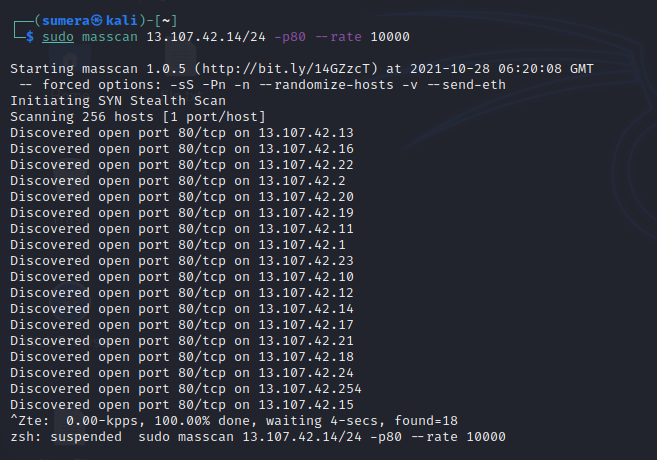 ┌──(sumera㉿kali)-[~]
└─$ sudo masscan 13.107.42.14/24 -p80 --rate 10000
Starting masscan 1.0.5 (http://bit.ly/14GZzcT) at 2021-10-28 06:20:08 GMT
 -- forced options: -sS -Pn -n --randomize-hosts -v --send-eth
Initiating SYN Stealth Scan
Scanning 256 hosts [1 port/host]
Discovered open port 80/tcp on 13.107.42.13
Discovered open port 80/tcp on 13.107.42.16
Discovered open port 80/tcp on 13.107.42.22
Discovered open port 80/tcp on 13.107.42.2
Discovered open port 80/tcp on 13.107.42.20
Discovered open port 80/tcp on 13.107.42.19
Discovered open port 80/tcp on 13.107.42.11
Discovered open port 80/tcp on 13.107.42.1
Discovered open port 80/tcp on 13.107.42.23
Discovered open port 80/tcp on 13.107.42.10
Discovered open port 80/tcp on 13.107.42.12
Discovered open port 80/tcp on 13.107.42.14
Discovered open port 80/tcp on 13.107.42.17
Discovered open port 80/tcp on 13.107.42.21
Discovered open port 80/tcp on 13.107.42.18
Discovered open port 80/tcp on 13.107.42.24
Discovered open port 80/tcp on 13.107.42.254
Discovered open port 80/tcp on 13.107.42.15
^Zte:  0.00-kpps, 100.00% done, waiting 4-secs, found=18
zsh: suspended  sudo masscan 13.107.42.14/24 -p80 --rate 10000